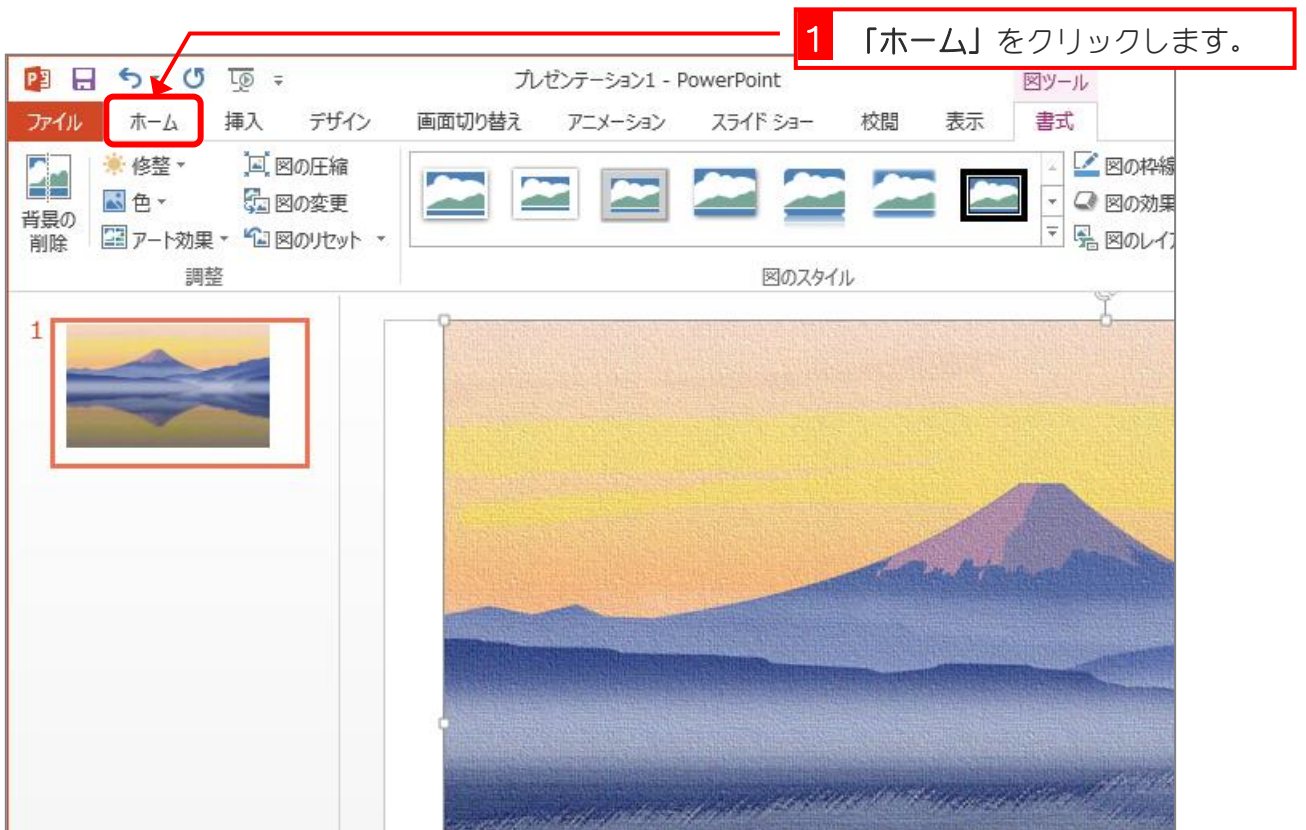 1 「ホーム」をクリックします。
プレゼンテーション1 - PowerPoint
図ツール
ファイル ホーム 挿入 デザイン 画面切り替え アニメーション スライド ショー 校閲 表示 書式
修整 図の圧縮 図の枠線
色 図の変更 図の効果
背景の
削除
アート効果 図のリセット 図のレイ
調整 図のスタイル
1